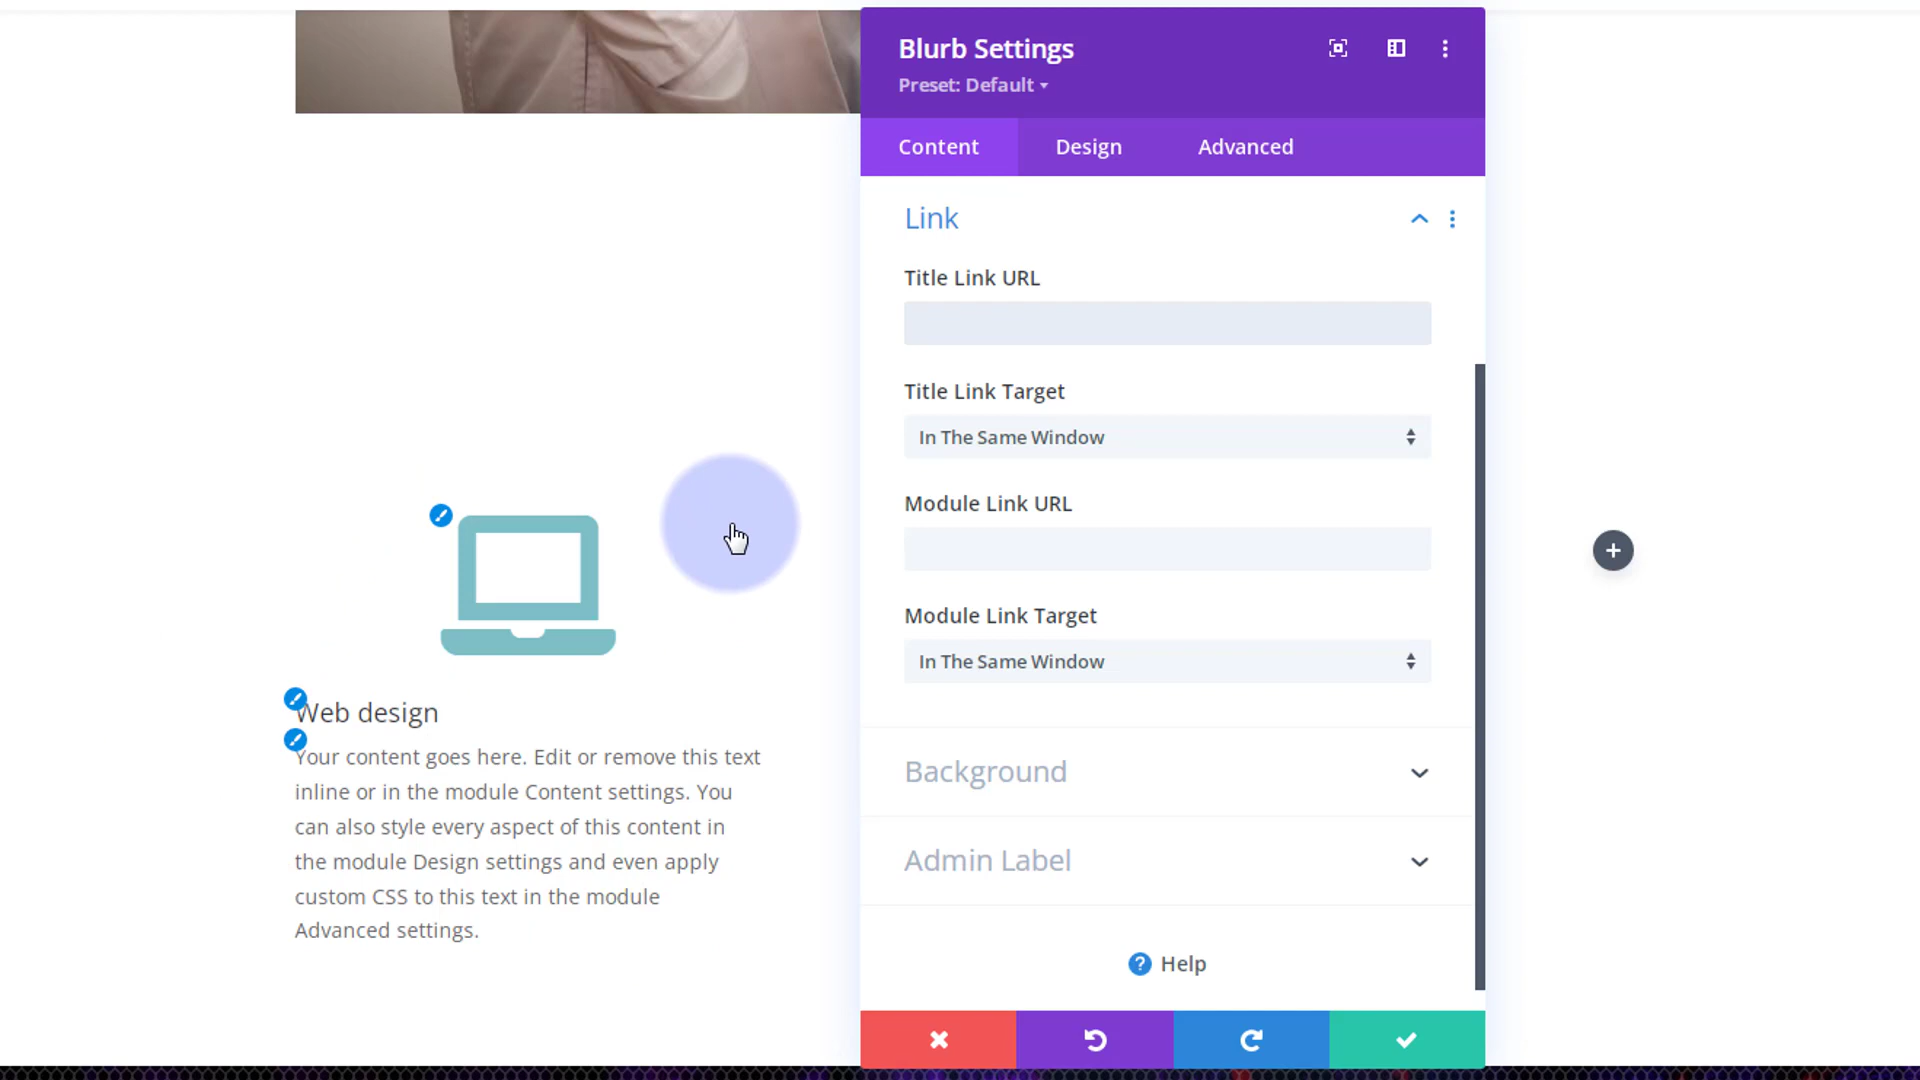 Blurb Settings
Preset: Default
Content
Design
Advanced
Link
Title Link URL
Title Link Target
In The Same Window
Module Link URL
Module Link Target
In The Same Window
Background
Admin Label
? Help
Web design
Your content goes here. Edit or remove this text
inline or in the module Content settings. You
can also style every aspect of this content in
the module Design settings and even apply
custom CSS to this text in the module
Advanced settings.